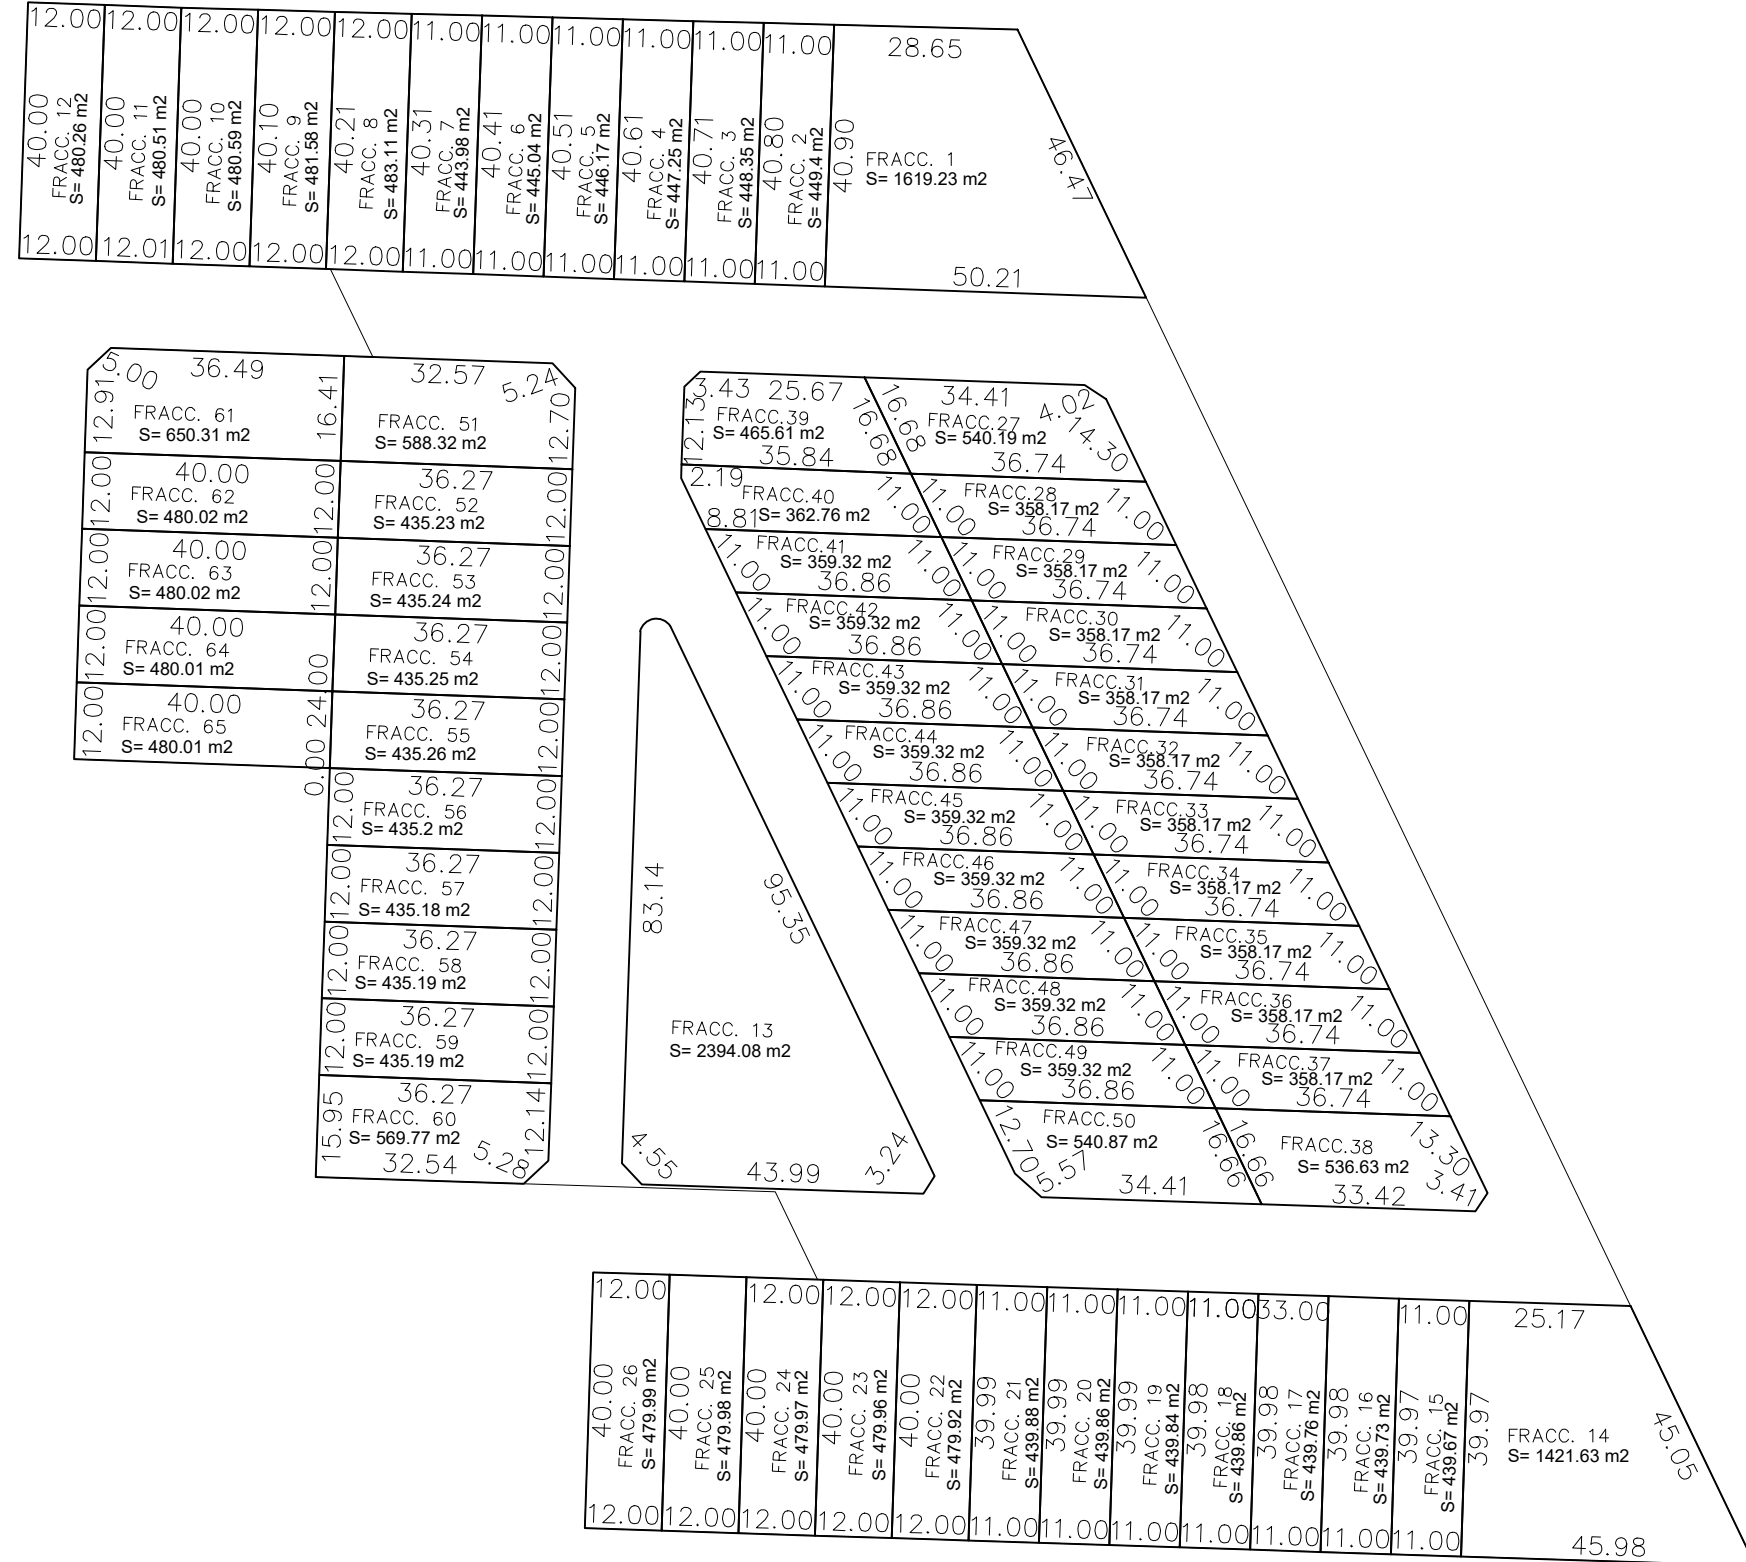 12.00 12.00 12.00 12.00 12.00 11.00 11.00 11.00 11.00 11.00 11.00 28.65
40.00
FRACC. 12
S= 480.26 m2
40.00
FRACC. 11
S= 480.51 m2
40.00
FRACC. 10
S= 480.59 m2
40.10
FRACC. 9
S= 481.58 m2
40.21
FRACC. 8
S= 483.11 m2
40.31
FRACC. 7
S= 443.98 m2
40.41
FRACC. 6
S= 445.04 m2
40.51
FRACC. 5
S= 446.17 m2
40.61
FRACC. 4
S= 447.25 m2
40.71
FRACC. 3
S= 448.35 m2
40.80
FRACC. 2
S= 449.4 m2
40.90
FRACC. 1
S= 1619.23 m2
46.47
12.00 12.01 12.00 12.00 12.00 11.00 11.00 11.00 11.00 11.00 11.00 50.21
5.00 36.49
12.91
FRACC. 61
S= 650.31 m2
16.41
32.57 5.24
FRACC. 51
S= 588.32 m2
12.70
40.00
12.00
FRACC. 62
S= 480.02 m2
12.00
36.27
FRACC. 52
S= 435.23 m2
12.00
40.00
12.00
FRACC. 63
S= 480.02 m2
12.00
36.27
FRACC. 53
S= 435.24 m2
12.00
40.00
12.00
FRACC. 64
S= 480.01 m2
24.00
36.27
FRACC. 54
S= 435.25 m2
12.00
40.00
12.00
FRACC. 65
S= 480.01 m2
0.00
36.27
FRACC. 55
S= 435.26 m2
12.00
36.27
12.00
FRACC. 56
S= 435.2 m2
12.00
36.27
12.00
FRACC. 57
S= 435.18 m2
12.00
36.27
12.00
FRACC. 58
S= 435.19 m2
12.00
36.27
12.00
FRACC. 59
S= 435.19 m2
12.00
36.27
15.95
FRACC. 60
S= 569.77 m2
12.14
32.54 5.28
83.14
95.35
FRACC. 13
S= 2394.08 m2
4.55 43.99 3.24
3.43 25.67
12.13
FRACC.39
S= 465.61 m2
16.68
35.84
34.41 4.02
16.68
FRACC.27
S= 540.19 m2
14.30
36.74
2.19
FRACC.40
8.81 S= 362.76 m2
11.00
11.00
FRACC.28
S= 358.17 m2
36.74
11.00
11.00
FRACC.41
S= 359.32 m2
36.86
11.00
11.00
FRACC.29
S= 358.17 m2
36.74
11.00
11.00
FRACC.42
S= 359.32 m2
36.86
11.00
11.00
FRACC.30
S= 358.17 m2
36.74
11.00
11.00
FRACC.43
S= 359.32 m2
36.86
11.00
11.00
FRACC.31
S= 358.17 m2
36.74
11.00
11.00
FRACC.44
S= 359.32 m2
36.86
11.00
11.00
FRACC.32
S= 358.17 m2
36.74
11.00
11.00
FRACC.45
S= 359.32 m2
36.86
11.00
11.00
FRACC.33
S= 358.17 m2
36.74
11.00
11.00
FRACC.46
S= 359.32 m2
36.86
11.00
11.00
FRACC.34
S= 358.17 m2
36.74
11.00
11.00
FRACC.47
S= 359.32 m2
36.86
11.00
11.00
FRACC.35
S= 358.17 m2
36.74
11.00
11.00
FRACC.48
S= 359.32 m2
36.86
11.00
11.00
FRACC.36
S= 358.17 m2
36.74
11.00
11.00
FRACC.49
S= 359.32 m2
36.86
11.00
11.00
FRACC.37
S= 358.17 m2
36.74
11.00
12.70
FRACC.50
S= 540.87 m2
16.66
5.57 34.41
16.66
FRACC.38
S= 536.63 m2
13.30
33.42 3.41
12.00 12.00 12.00 12.00 11.00 11.00 11.00 11.00 33.00 11.00 25.17
40.00
FRACC. 26
S= 479.99 m2
40.00
FRACC. 25
S= 479.98 m2
40.00
FRACC. 24
S= 479.97 m2
40.00
FRACC. 23
S= 479.96 m2
40.00
FRACC. 22
S= 479.92 m2
39.99
FRACC. 21
S= 439.88 m2
39.99
FRACC. 20
S= 439.86 m2
39.99
FRACC. 19
S= 439.84 m2
39.98
FRACC. 18
S= 439.86 m2
39.98
FRACC. 17
S= 439.76 m2
39.98
FRACC. 16
S= 439.73 m2
39.97
FRACC. 15
S= 439.67 m2
39.97
FRACC. 14
S= 1421.63 m2
45.05
12.00 12.00 12.00 12.00 12.00 11.00 11.00 11.00 11.00 11.00 11.00 11.00 45.98